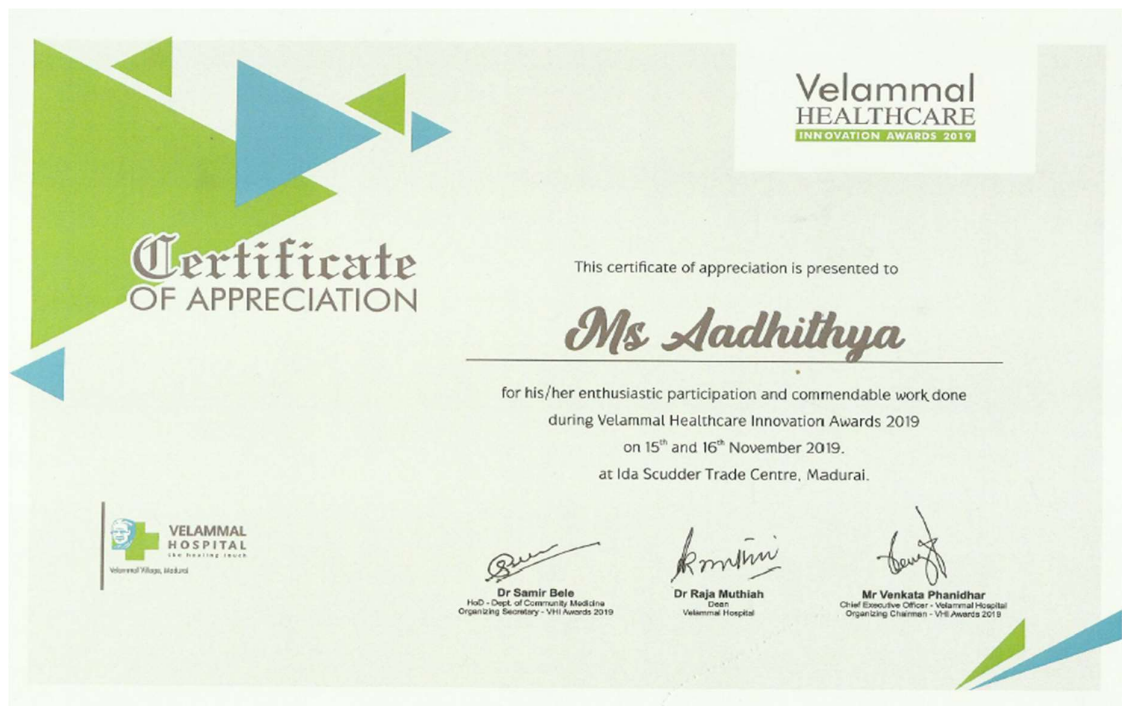 Velammal
HEALTHCARE
INNOVATION AWARDS 2019
Certificate
OF APPRECIATION
This certificate of appreciation is presented to
Ms Aadhithya
for his/her enthusiastic participation and commendable work done
during Velammal Healthcare Innovation Awards 2019
on 15th and 16th November 2019.
at Ida Scudder Trade Centre, Madurai.
VELAMMAL
HOSPITAL
the healing touch
Velammal Village, Madurai
Dr Samir Bele
HoD - Dept. of Community Medicine
Organizing Secretary - VHI Awards 2019
Dr Raja Muthiah
Dean
Velammal Hospital
Mr Venkata Phanidhar
Chief Executive Officer - Velammal Hospital
Organizing Chairman - VHI Awards 2019